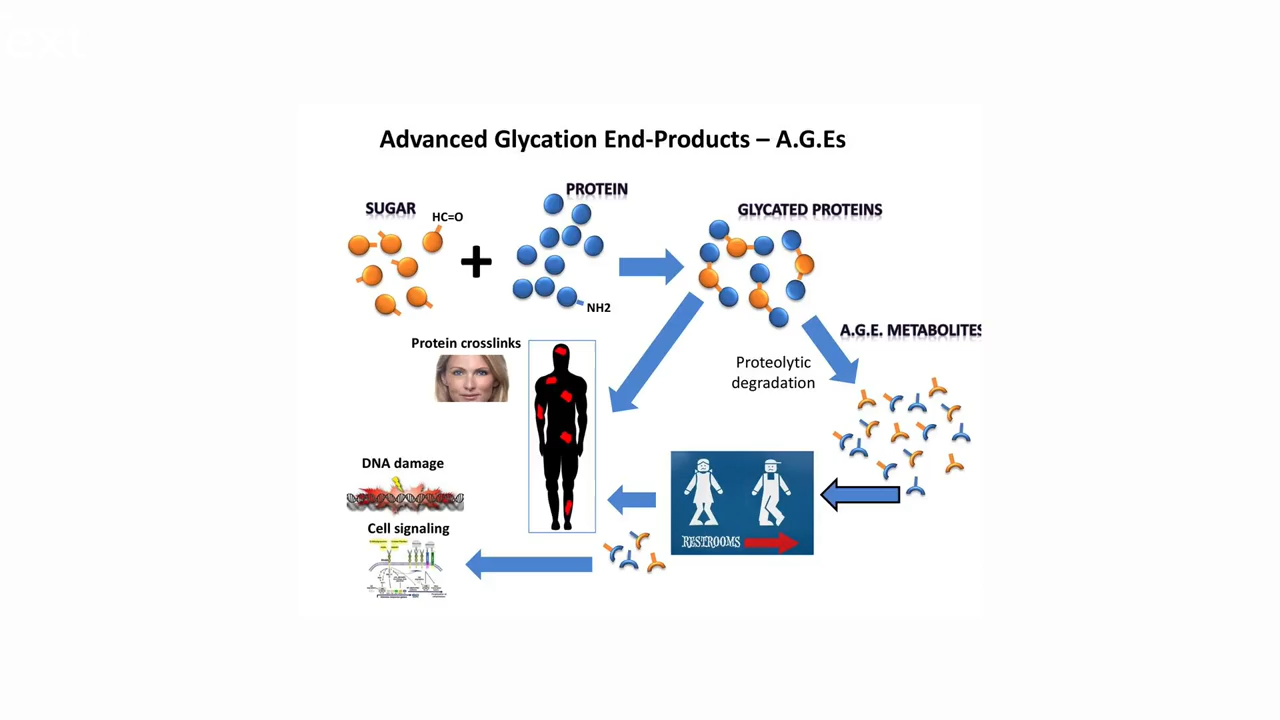 Advanced Glycation End-Products – A.G.Es
PROTEIN
SUGAR
HC=O
GLYCATED PROTEINS
NH2
A.G.E. METABOLITES
Protein crosslinks
Proteolytic
degradation
DNA damage
Cell signaling
RESTROOMS